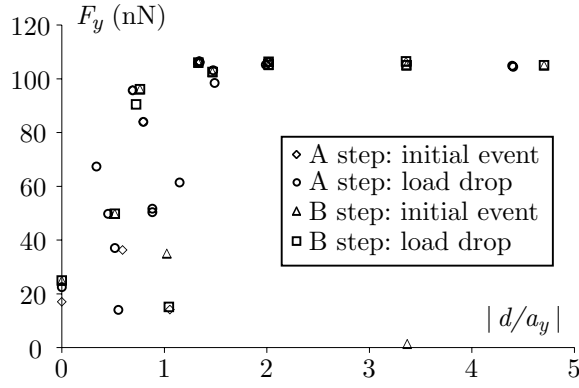 F_y (nN)
120
100
80
60
40
20
0
A step: initial event
A step: load drop
B step: initial event
B step: load drop
| d/a_y |
0 1 2 3 4 5